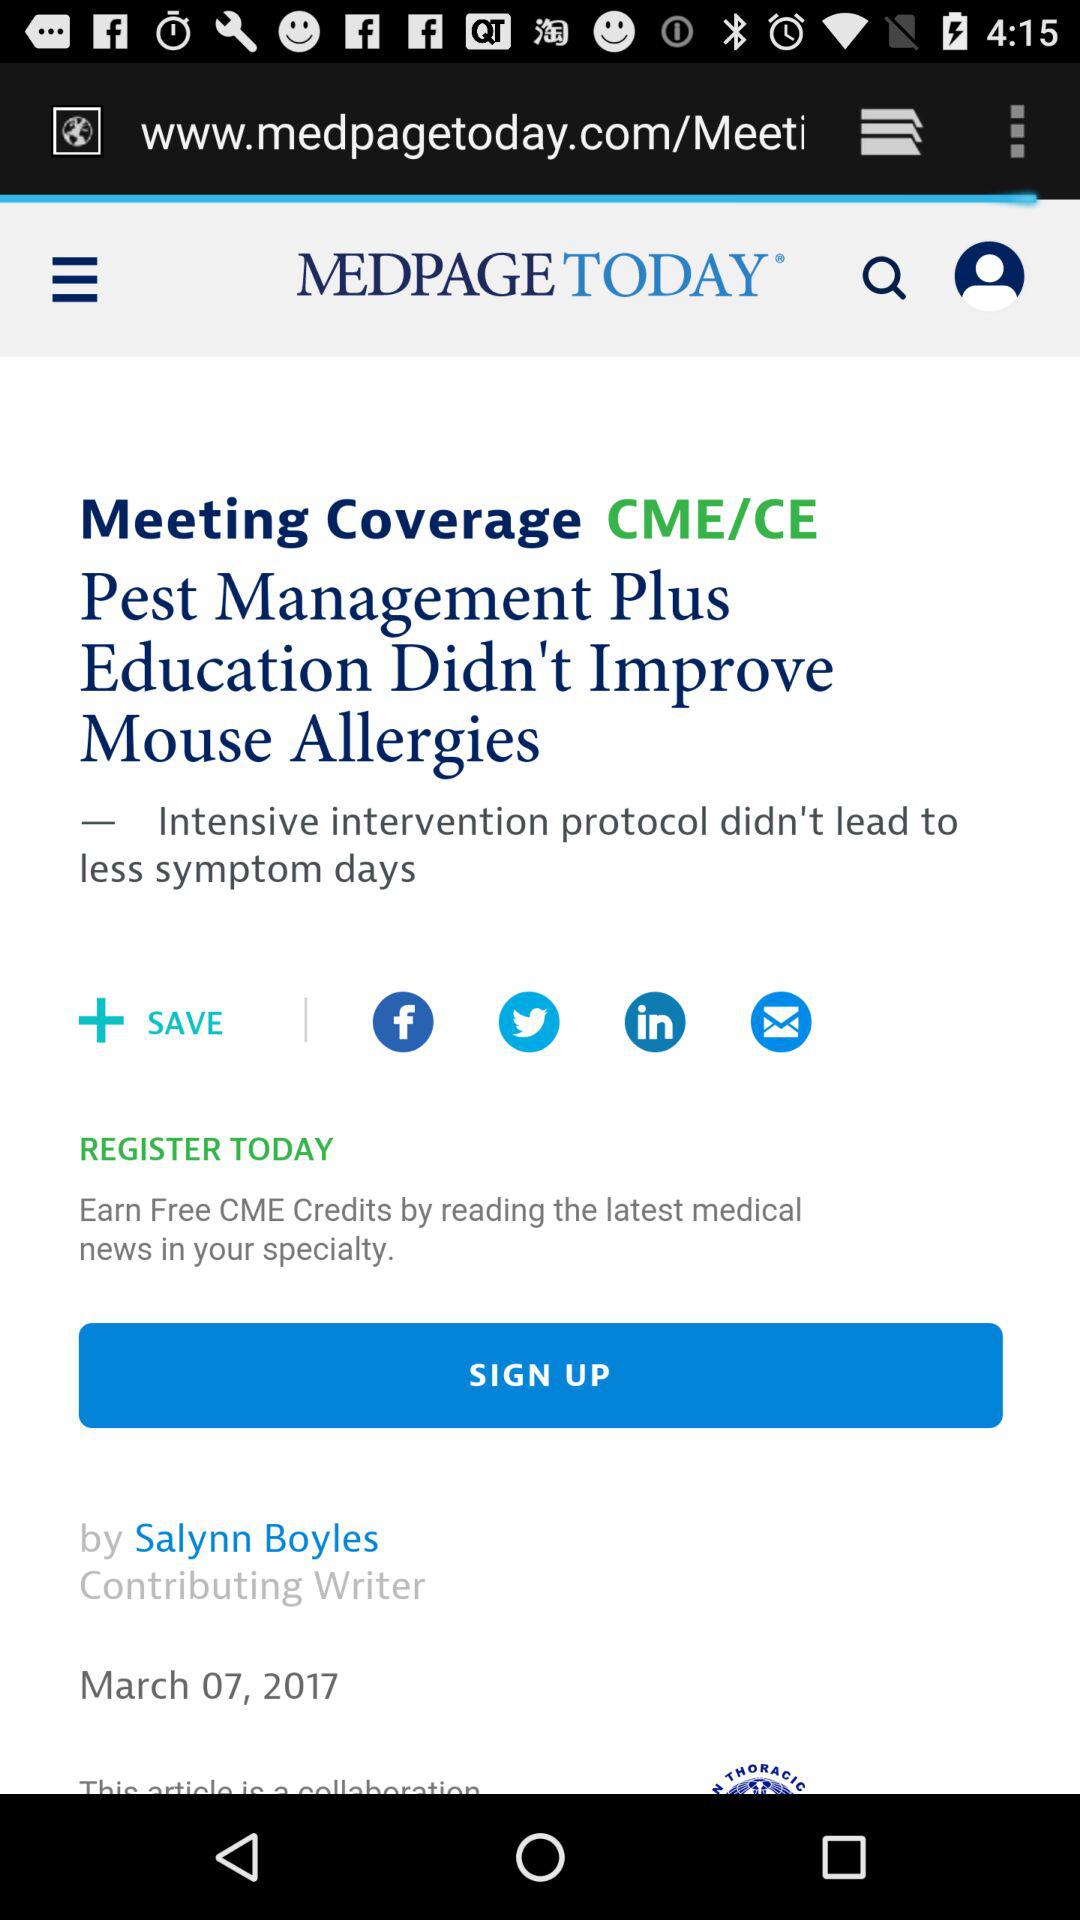 QT 淘 4:15
www.medpagetoday.com/Meeti
MEDPAGE TODAY®
Meeting Coverage CME/CE
Pest Management Plus
Education Didn't Improve
Mouse Allergies
— Intensive intervention protocol didn't lead to
less symptom days
SAVE
REGISTER TODAY
Earn Free CME Credits by reading the latest medical
news in your specialty.
SIGN UP
by Salynn Boyles
Contributing Writer
March 07, 2017
This article is a collaboration
N THORACIC